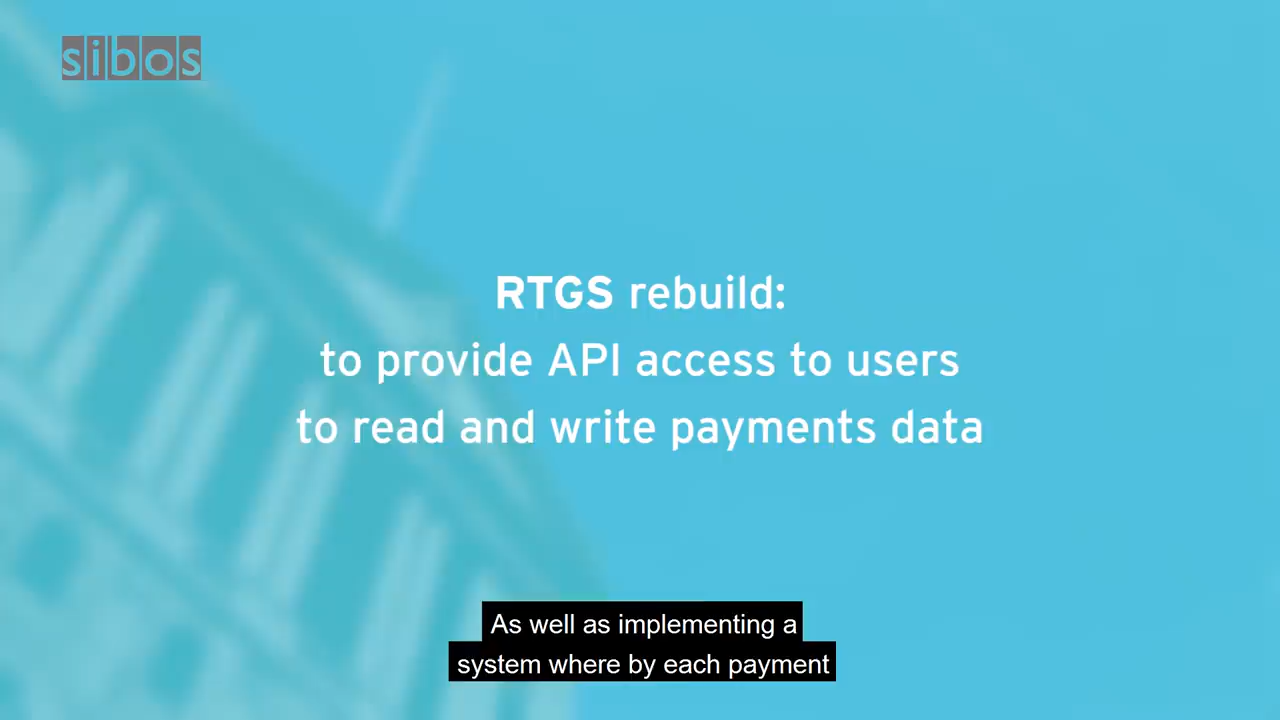 sibos
RTGS rebuild:
to provide API access to users
to read and write payments data
As well as implementing a
system where by each payment